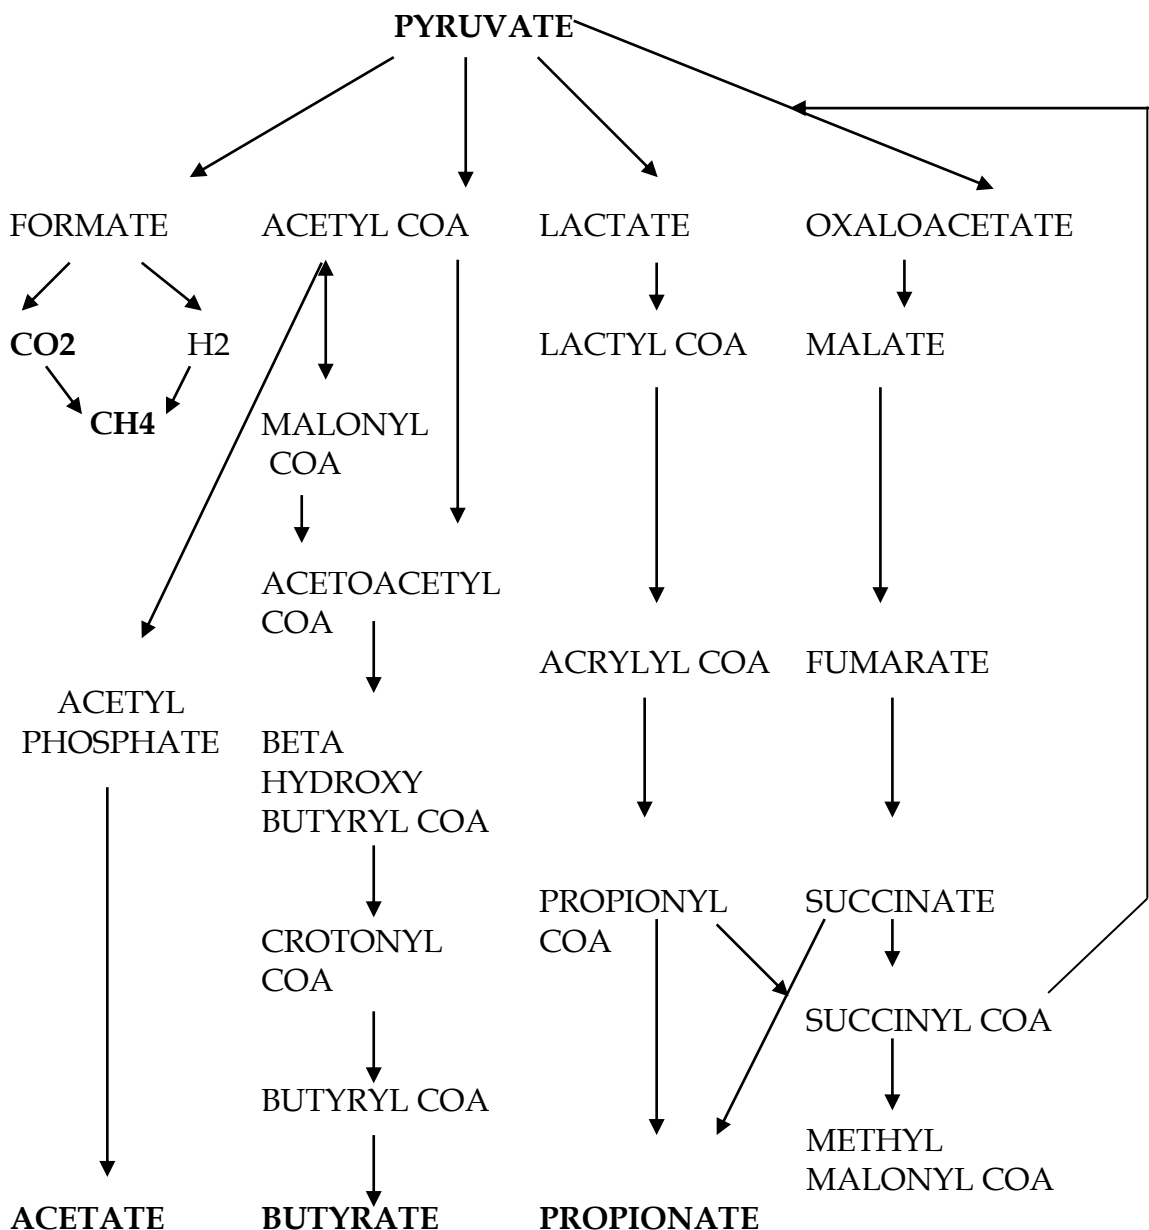 PYRUVATE
FORMATE
ACETYL COA
LACTATE
OXALOACETATE
CO2
H2
LACTYL COA
MALATE
CH4
MALONYL
COA
ACETOACETYL
COA
ACRYLYL COA
FUMARATE
ACETYL
PHOSPHATE
BETA
HYDROXY
BUTYRYL COA
PROPIONYL
COA
SUCCINATE
CROTONYL
COA
SUCCINYL COA
BUTYRYL COA
METHYL
MALONYL COA
ACETATE
BUTYRATE
PROPIONATE